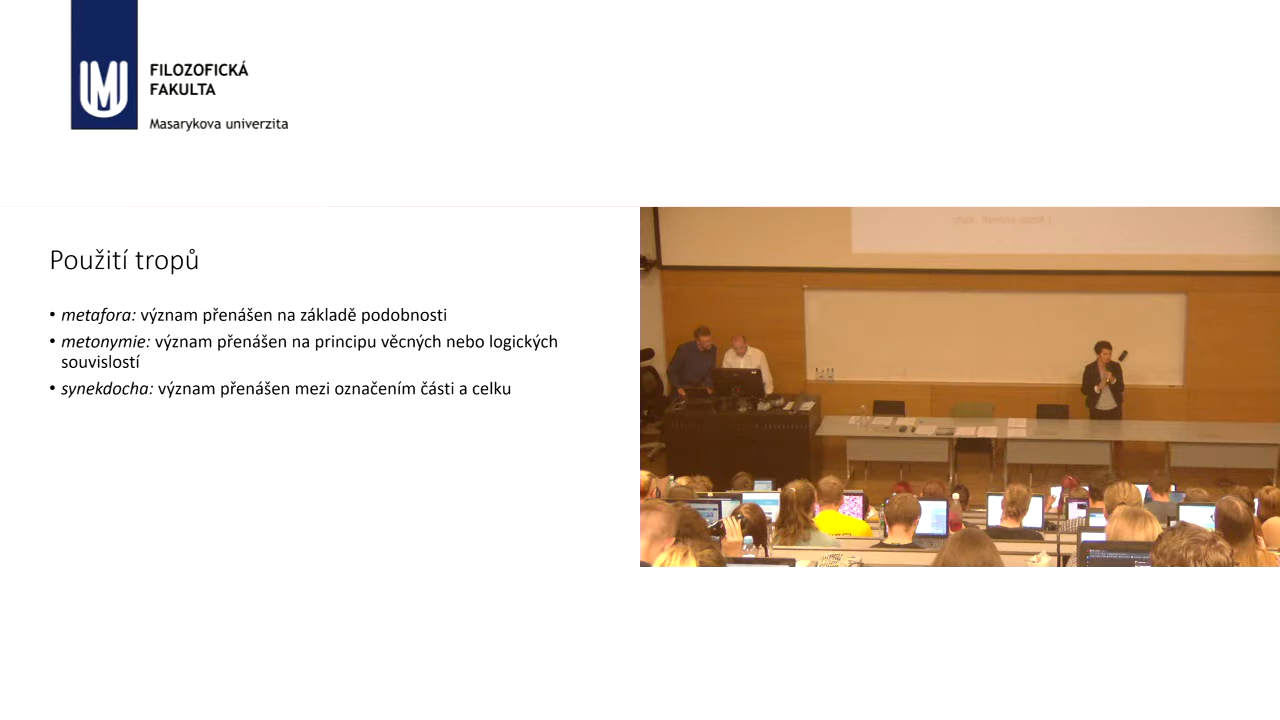 FILOZOFICKÁ
FAKULTA
Masarykova univerzita
Použití tropů
• metafora: význam přenášen na základě podobnosti
• metonymie: význam přenášen na principu věcných nebo logických
souvislostí
• synekdocha: význam přenášen mezi označením části a celku